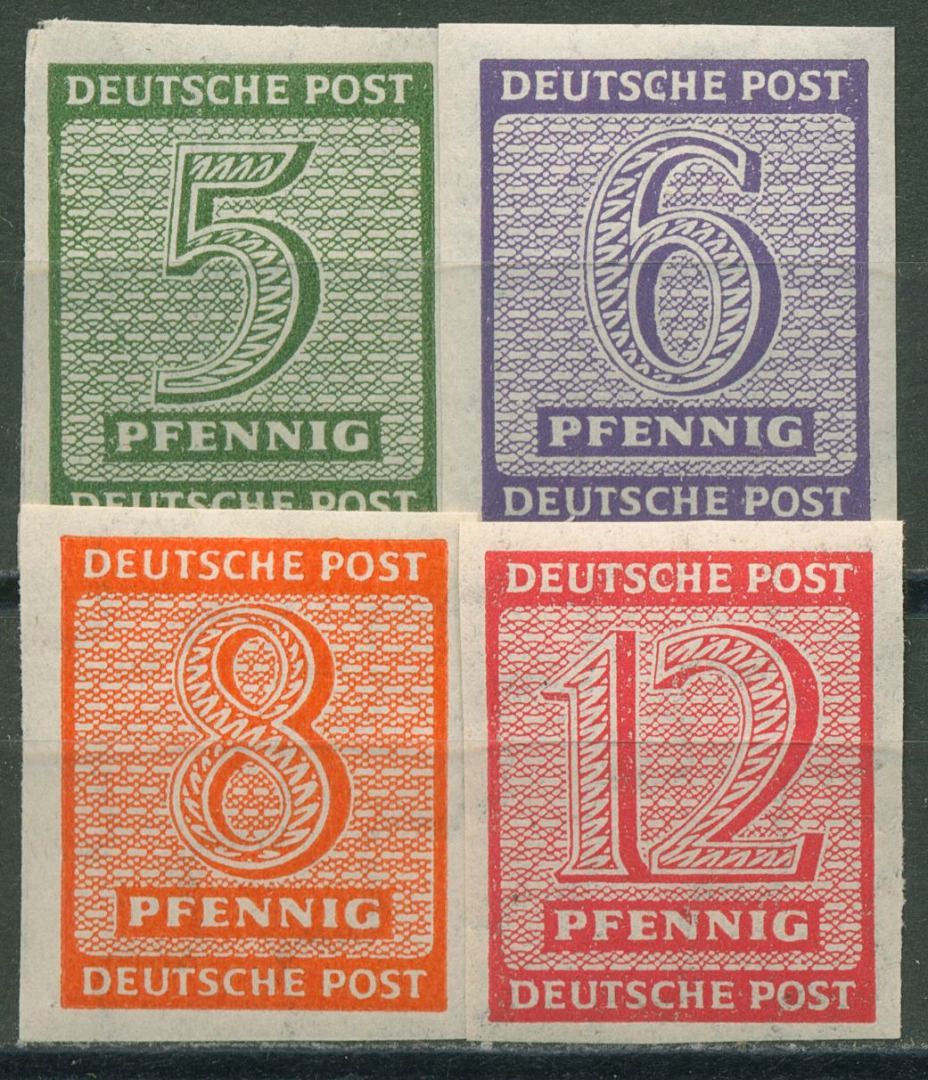 DEUTSCHE POST
5
PFENNIG
DEUTSCHE POST
DEUTSCHE POST
6
PFENNIG
DEUTSCHE POST
DEUTSCHE POST
8
PFENNIG
DEUTSCHE POST
DEUTSCHE POST
12
PFENNIG
DEUTSCHE POST